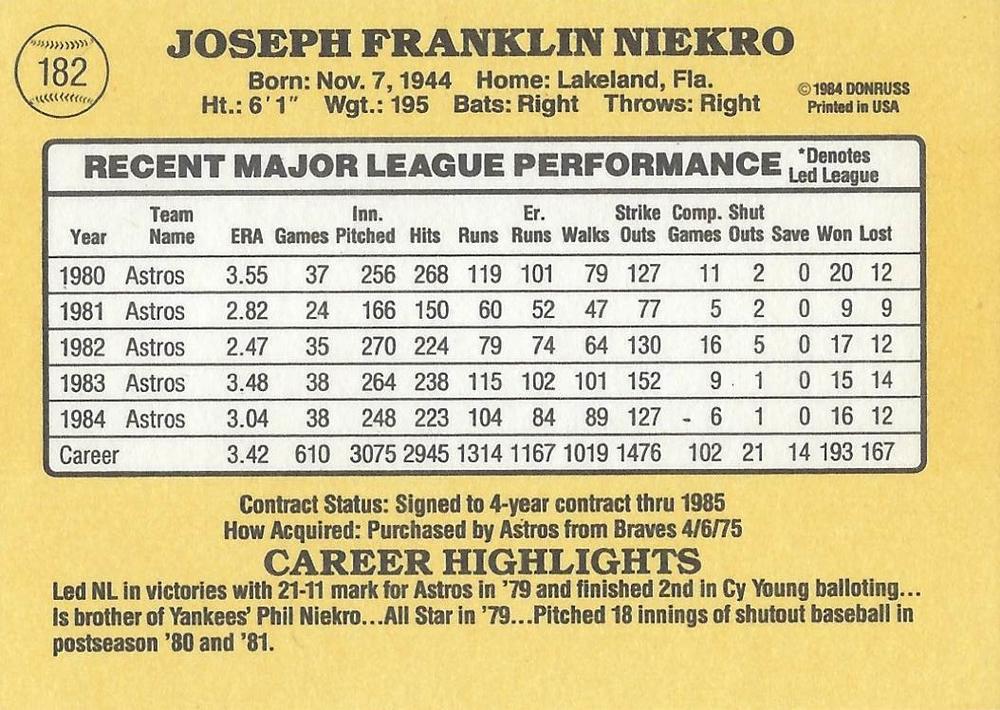 182
JOSEPH FRANKLIN NIEKRO
Born: Nov. 7, 1944 Home: Lakeland, Fla.
Ht.: 6'1" Wgt.: 195 Bats: Right Throws: Right
© 1984 DONRUSS
Printed in USA
RECENT MAJOR LEAGUE PERFORMANCE
*Denotes
Led League
Year Team Name ERA Games Inn. Pitched Hits Runs Er. Runs Walks Strike Outs Comp. Games Shut Outs Save Won Lost
1980 Astros 3.55 37 256 268 119 101 79 127 11 2 0 20 12
1981 Astros 2.82 24 166 150 60 52 47 77 5 2 0 9 9
1982 Astros 2.47 35 270 224 79 74 64 130 16 5 0 17 12
1983 Astros 3.48 38 264 238 115 102 101 152 9 1 0 15 14
1984 Astros 3.04 38 248 223 104 84 89 127 - 6 1 0 16 12
Career 3.42 610 3075 2945 1314 1167 1019 1476 102 21 14 193 167
Contract Status: Signed to 4-year contract thru 1985
How Acquired: Purchased by Astros from Braves 4/6/75
CAREER HIGHLIGHTS
Led NL in victories with 21-11 mark for Astros in '79 and finished 2nd in Cy Young balloting...
Is brother of Yankees' Phil Niekro...All Star in '79...Pitched 18 innings of shutout baseball in
postseason '80 and '81.